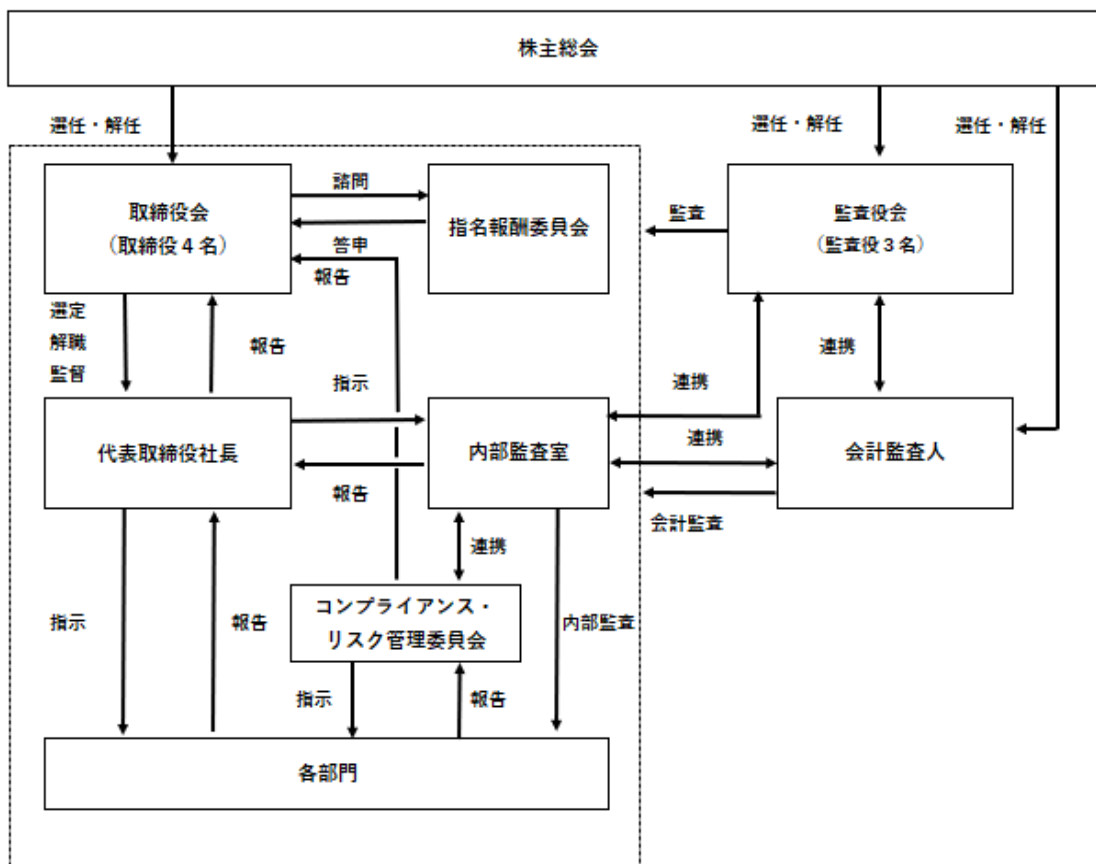 株主総会
選任・解任
選任・解任
選任・解任
取締役会
（取締役４名）
諮問
答申
報告
指名報酬委員会
監査
監査役会
（監査役３名）
選定
解職
監督
報告
指示
連携
連携
代表取締役社長
報告
内部監査室
連携
会計監査
会計監査人
連携
指示
報告
コンプライアンス・
リスク管理委員会
内部監査
指示
報告
各部門